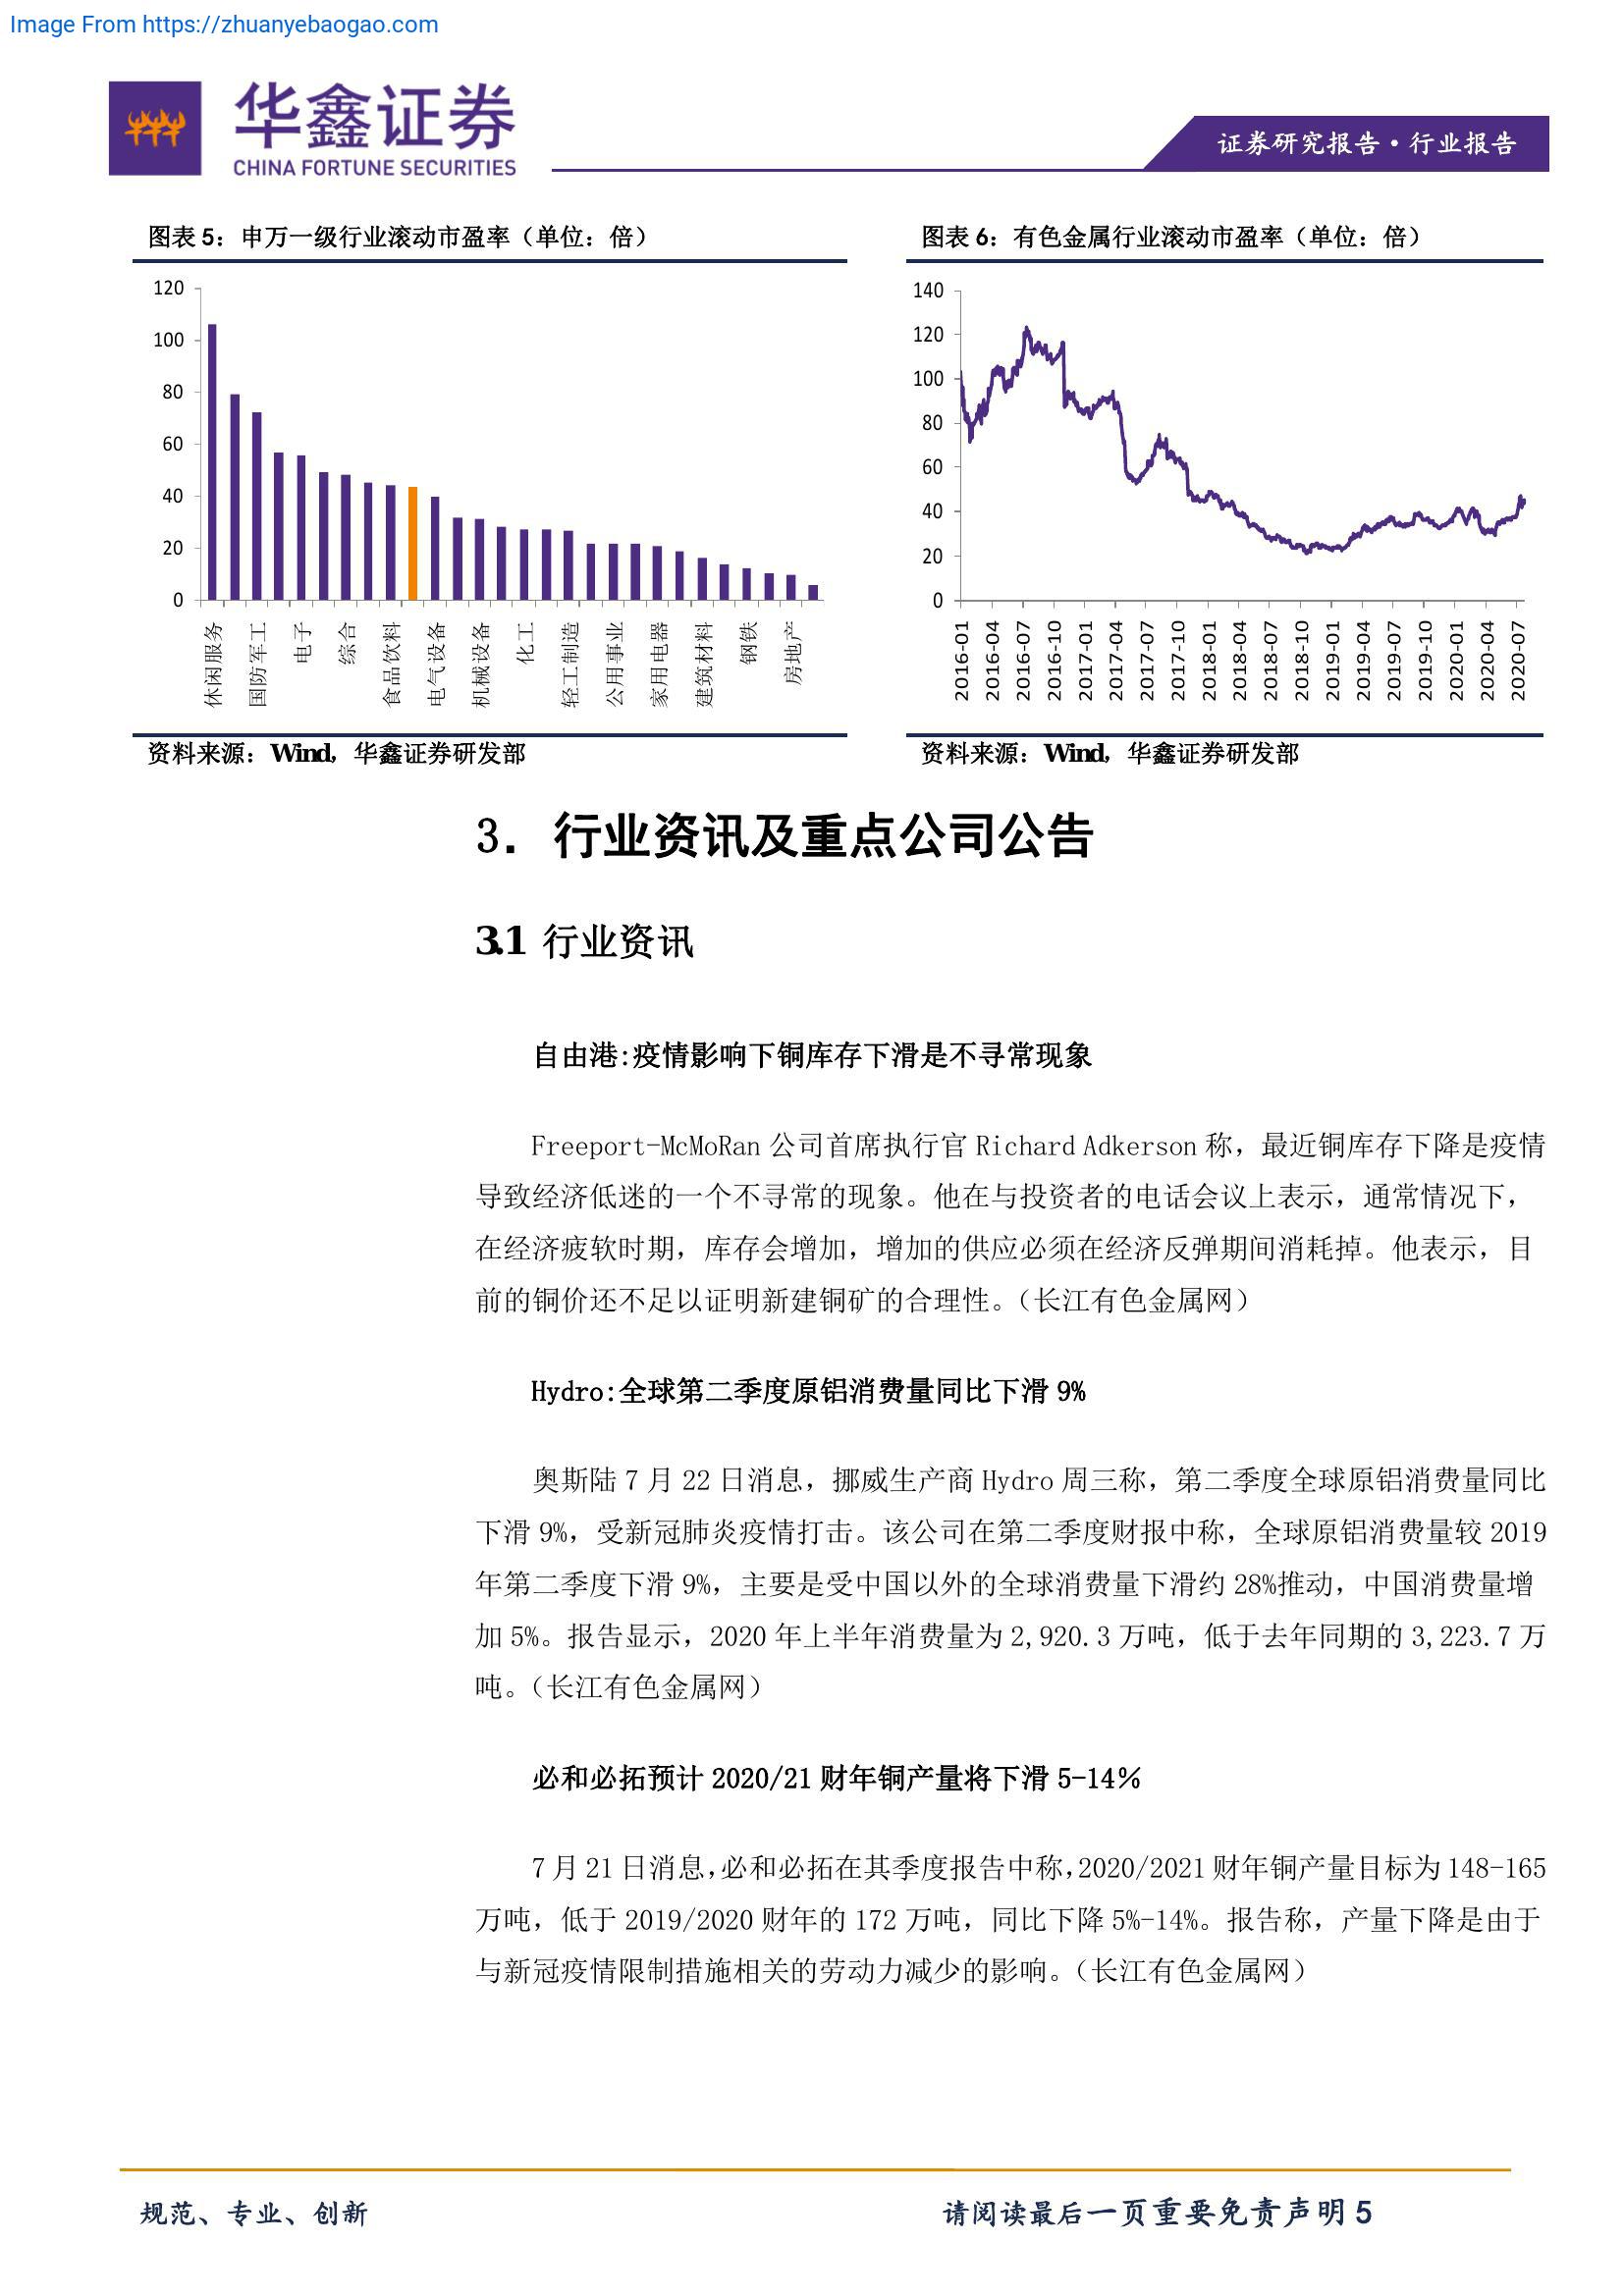 Image From https://zhuanyebaogao.com
华鑫证券
CHINA FORTUNE SECURITIES
证券研究报告·行业报告
图表 5：申万一级行业滚动市盈率（单位：倍）
120
100
80
60
40
20
0
休闲服务
国防军工
电子
综合
食品饮料
电气设备
机械设备
化工
轻工制造
公用事业
家用电器
建筑材料
钢铁
房地产
资料来源：Wind，华鑫证券研发部
图表 6：有色金属行业滚动市盈率（单位：倍）
140
120
100
80
60
40
20
0
2016-01
2016-04
2016-07
2016-10
2017-01
2017-04
2017-07
2017-10
2018-01
2018-04
2018-07
2018-10
2019-01
2019-04
2019-07
2019-10
2020-01
2020-04
2020-07
资料来源：Wind，华鑫证券研发部
3. 行业资讯及重点公司公告
3.1 行业资讯
自由港:疫情影响下铜库存下滑是不寻常现象
Freeport-McMoRan 公司首席执行官 Richard Adkerson 称，最近铜库存下降是疫情
导致经济低迷的一个不寻常的现象。他在与投资者的电话会议上表示，通常情况下，
在经济疲软时期，库存会增加，增加的供应必须在经济反弹期间消耗掉。他表示，目
前的铜价还不足以证明新建铜矿的合理性。（长江有色金属网）
Hydro:全球第二季度原铝消费量同比下滑 9%
奥斯陆 7 月 22 日消息，挪威生产商 Hydro 周三称，第二季度全球原铝消费量同比
下滑 9%，受新冠肺炎疫情打击。该公司在第二季度财报中称，全球原铝消费量较 2019
年第二季度下滑 9%，主要是受中国以外的全球消费量下滑约 28%推动，中国消费量增
加 5%。报告显示，2020 年上半年消费量为 2,920.3 万吨，低于去年同期的 3,223.7 万
吨。（长江有色金属网）
必和必拓预计 2020/21 财年铜产量将下滑 5-14％
7 月 21 日消息，必和必拓在其季度报告中称，2020/2021 财年铜产量目标为 148-165
万吨，低于 2019/2020 财年的 172 万吨，同比下降 5%-14%。报告称，产量下降是由于
与新冠疫情限制措施相关的劳动力减少的影响。（长江有色金属网）
规范、专业、创新
请阅读最后一页重要免责声明 5